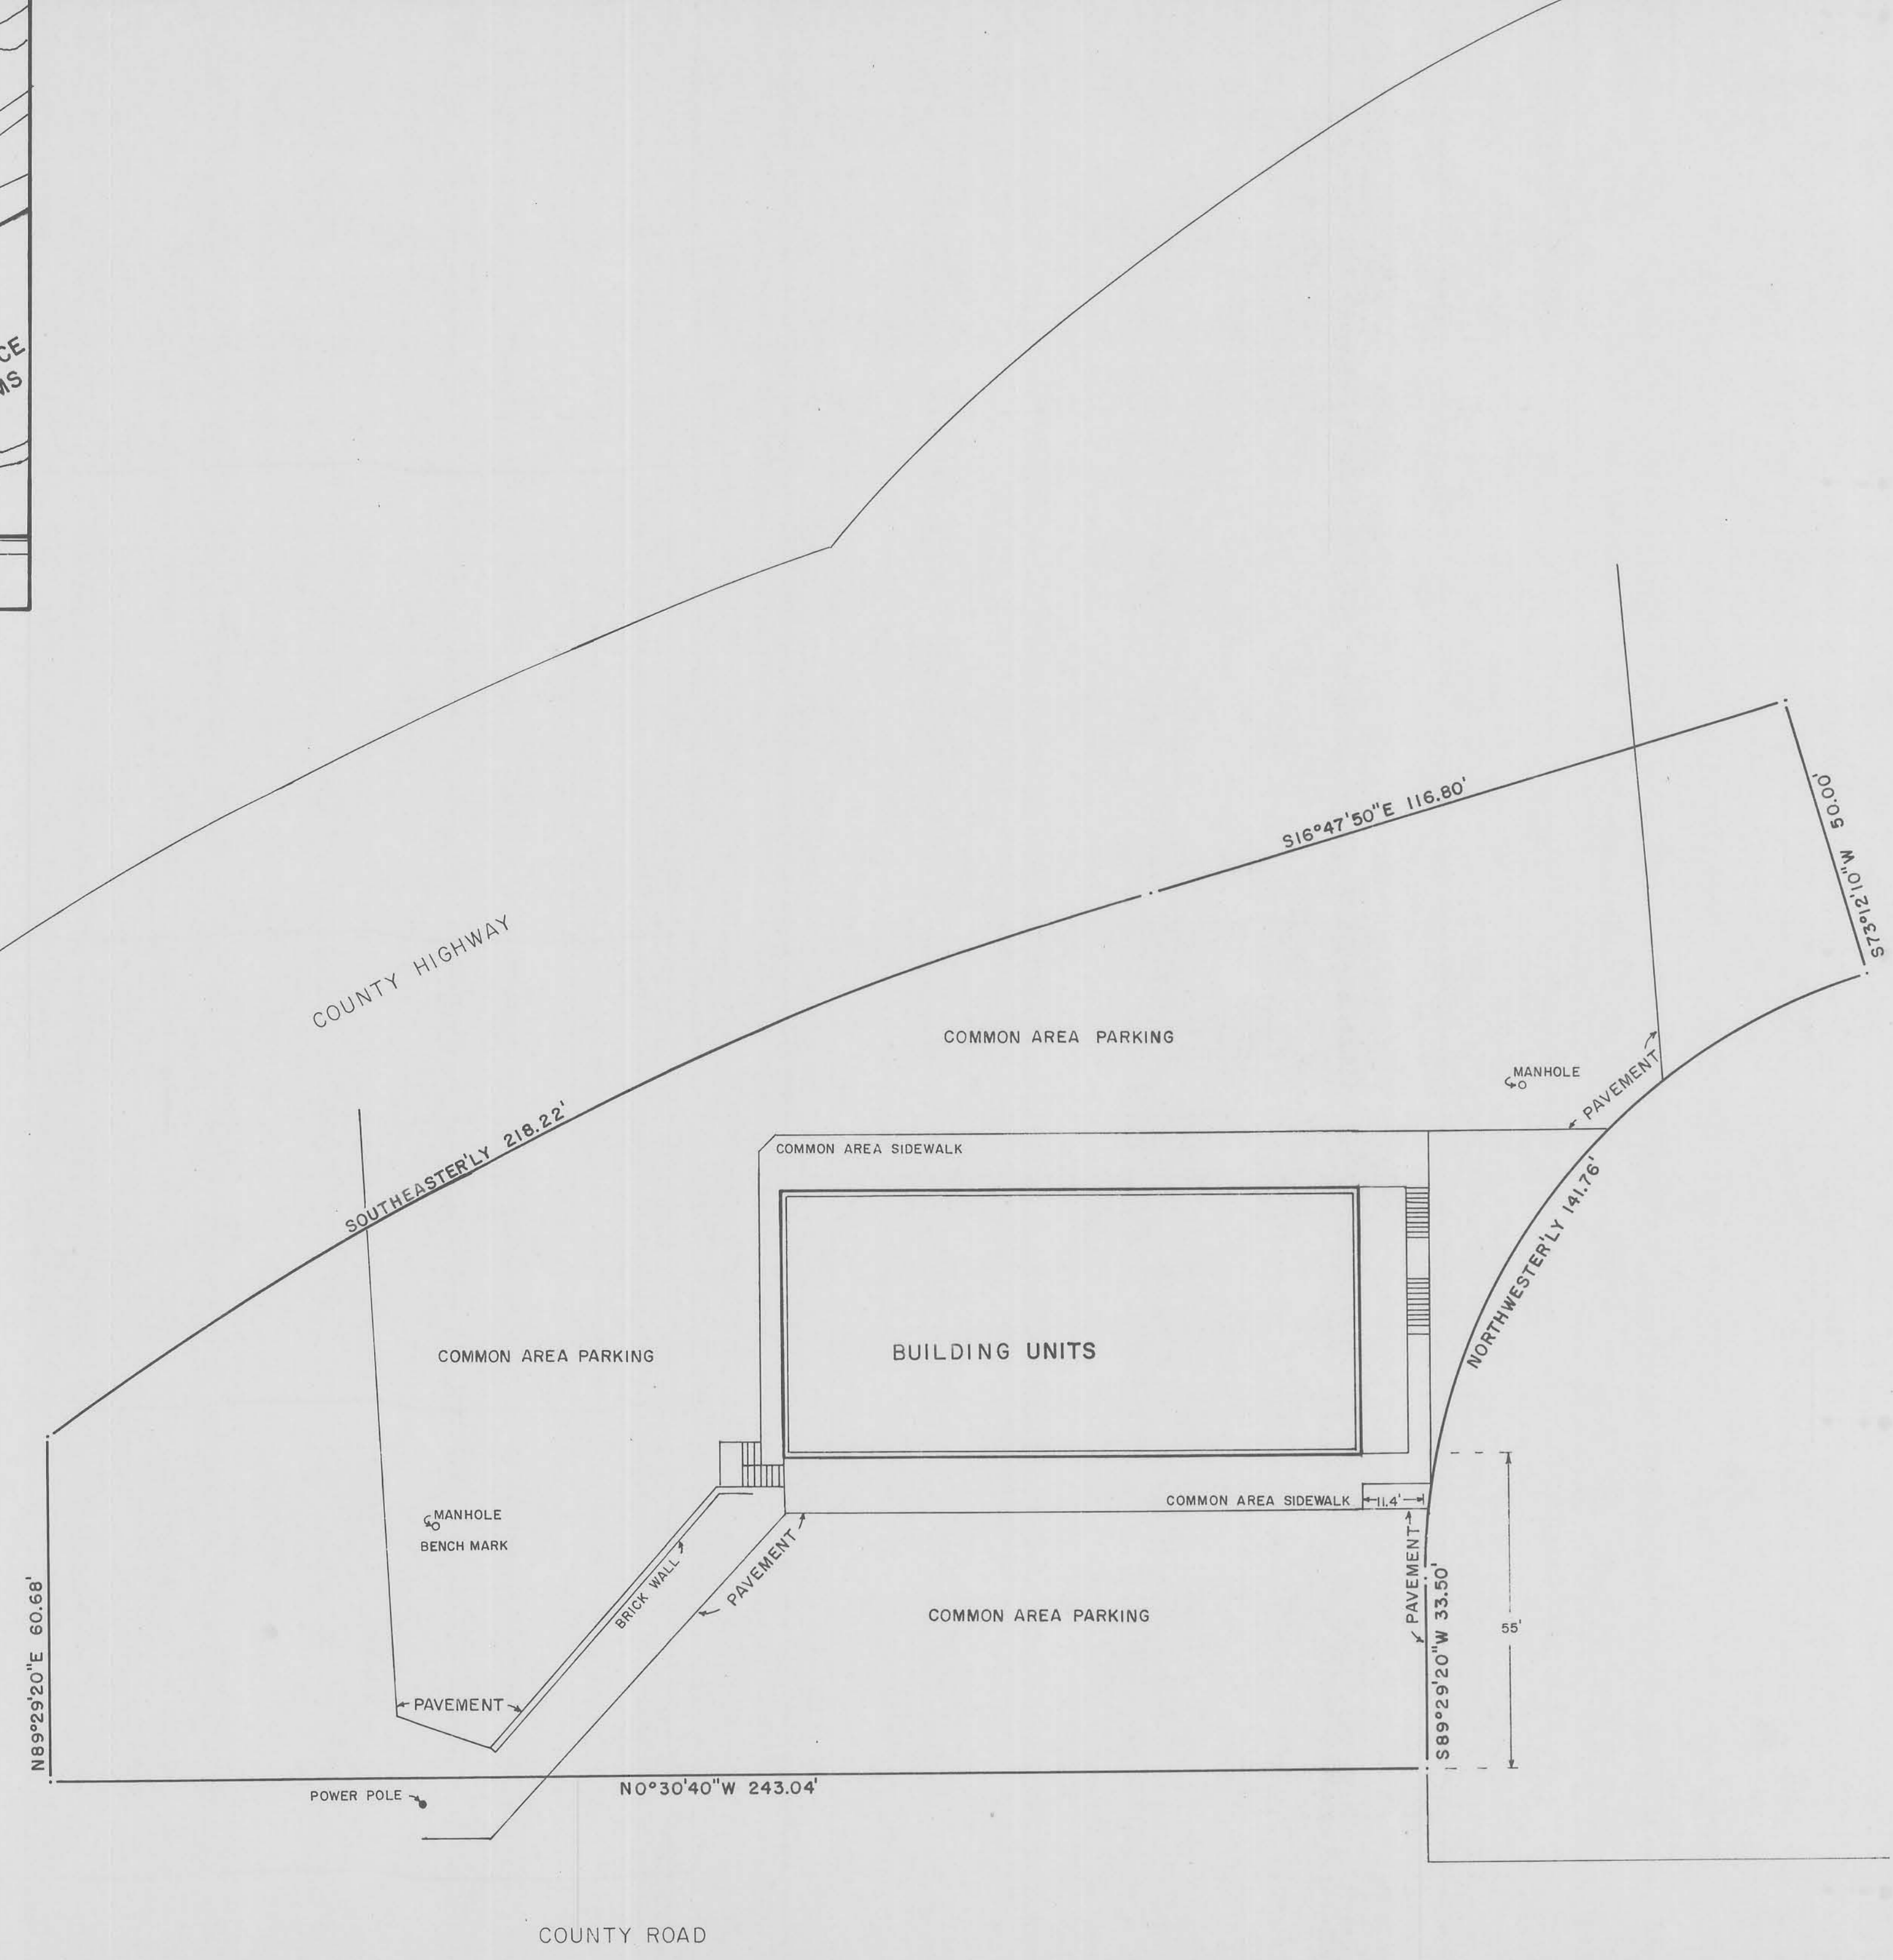 CE
MS
S16°47'50"E 116.80'
S73°12'10"W 50.00'
COUNTY HIGHWAY
COMMON AREA PARKING
MANHOLE
PAVEMENT
SOUTHEASTER'LY 218.22'
COMMON AREA SIDEWALK
NORTHWESTER'LY 141.76'
BUILDING UNITS
COMMON AREA PARKING
COMMON AREA SIDEWALK
11.4'
MANHOLE
BENCH MARK
BRICK WALL
PAVEMENT
PAVEMENT
COMMON AREA PARKING
S89°29'20"W 33.50'
55'
N89°29'20"E 60.68'
PAVEMENT
N0°30'40"W 243.04'
POWER POLE
COUNTY ROAD